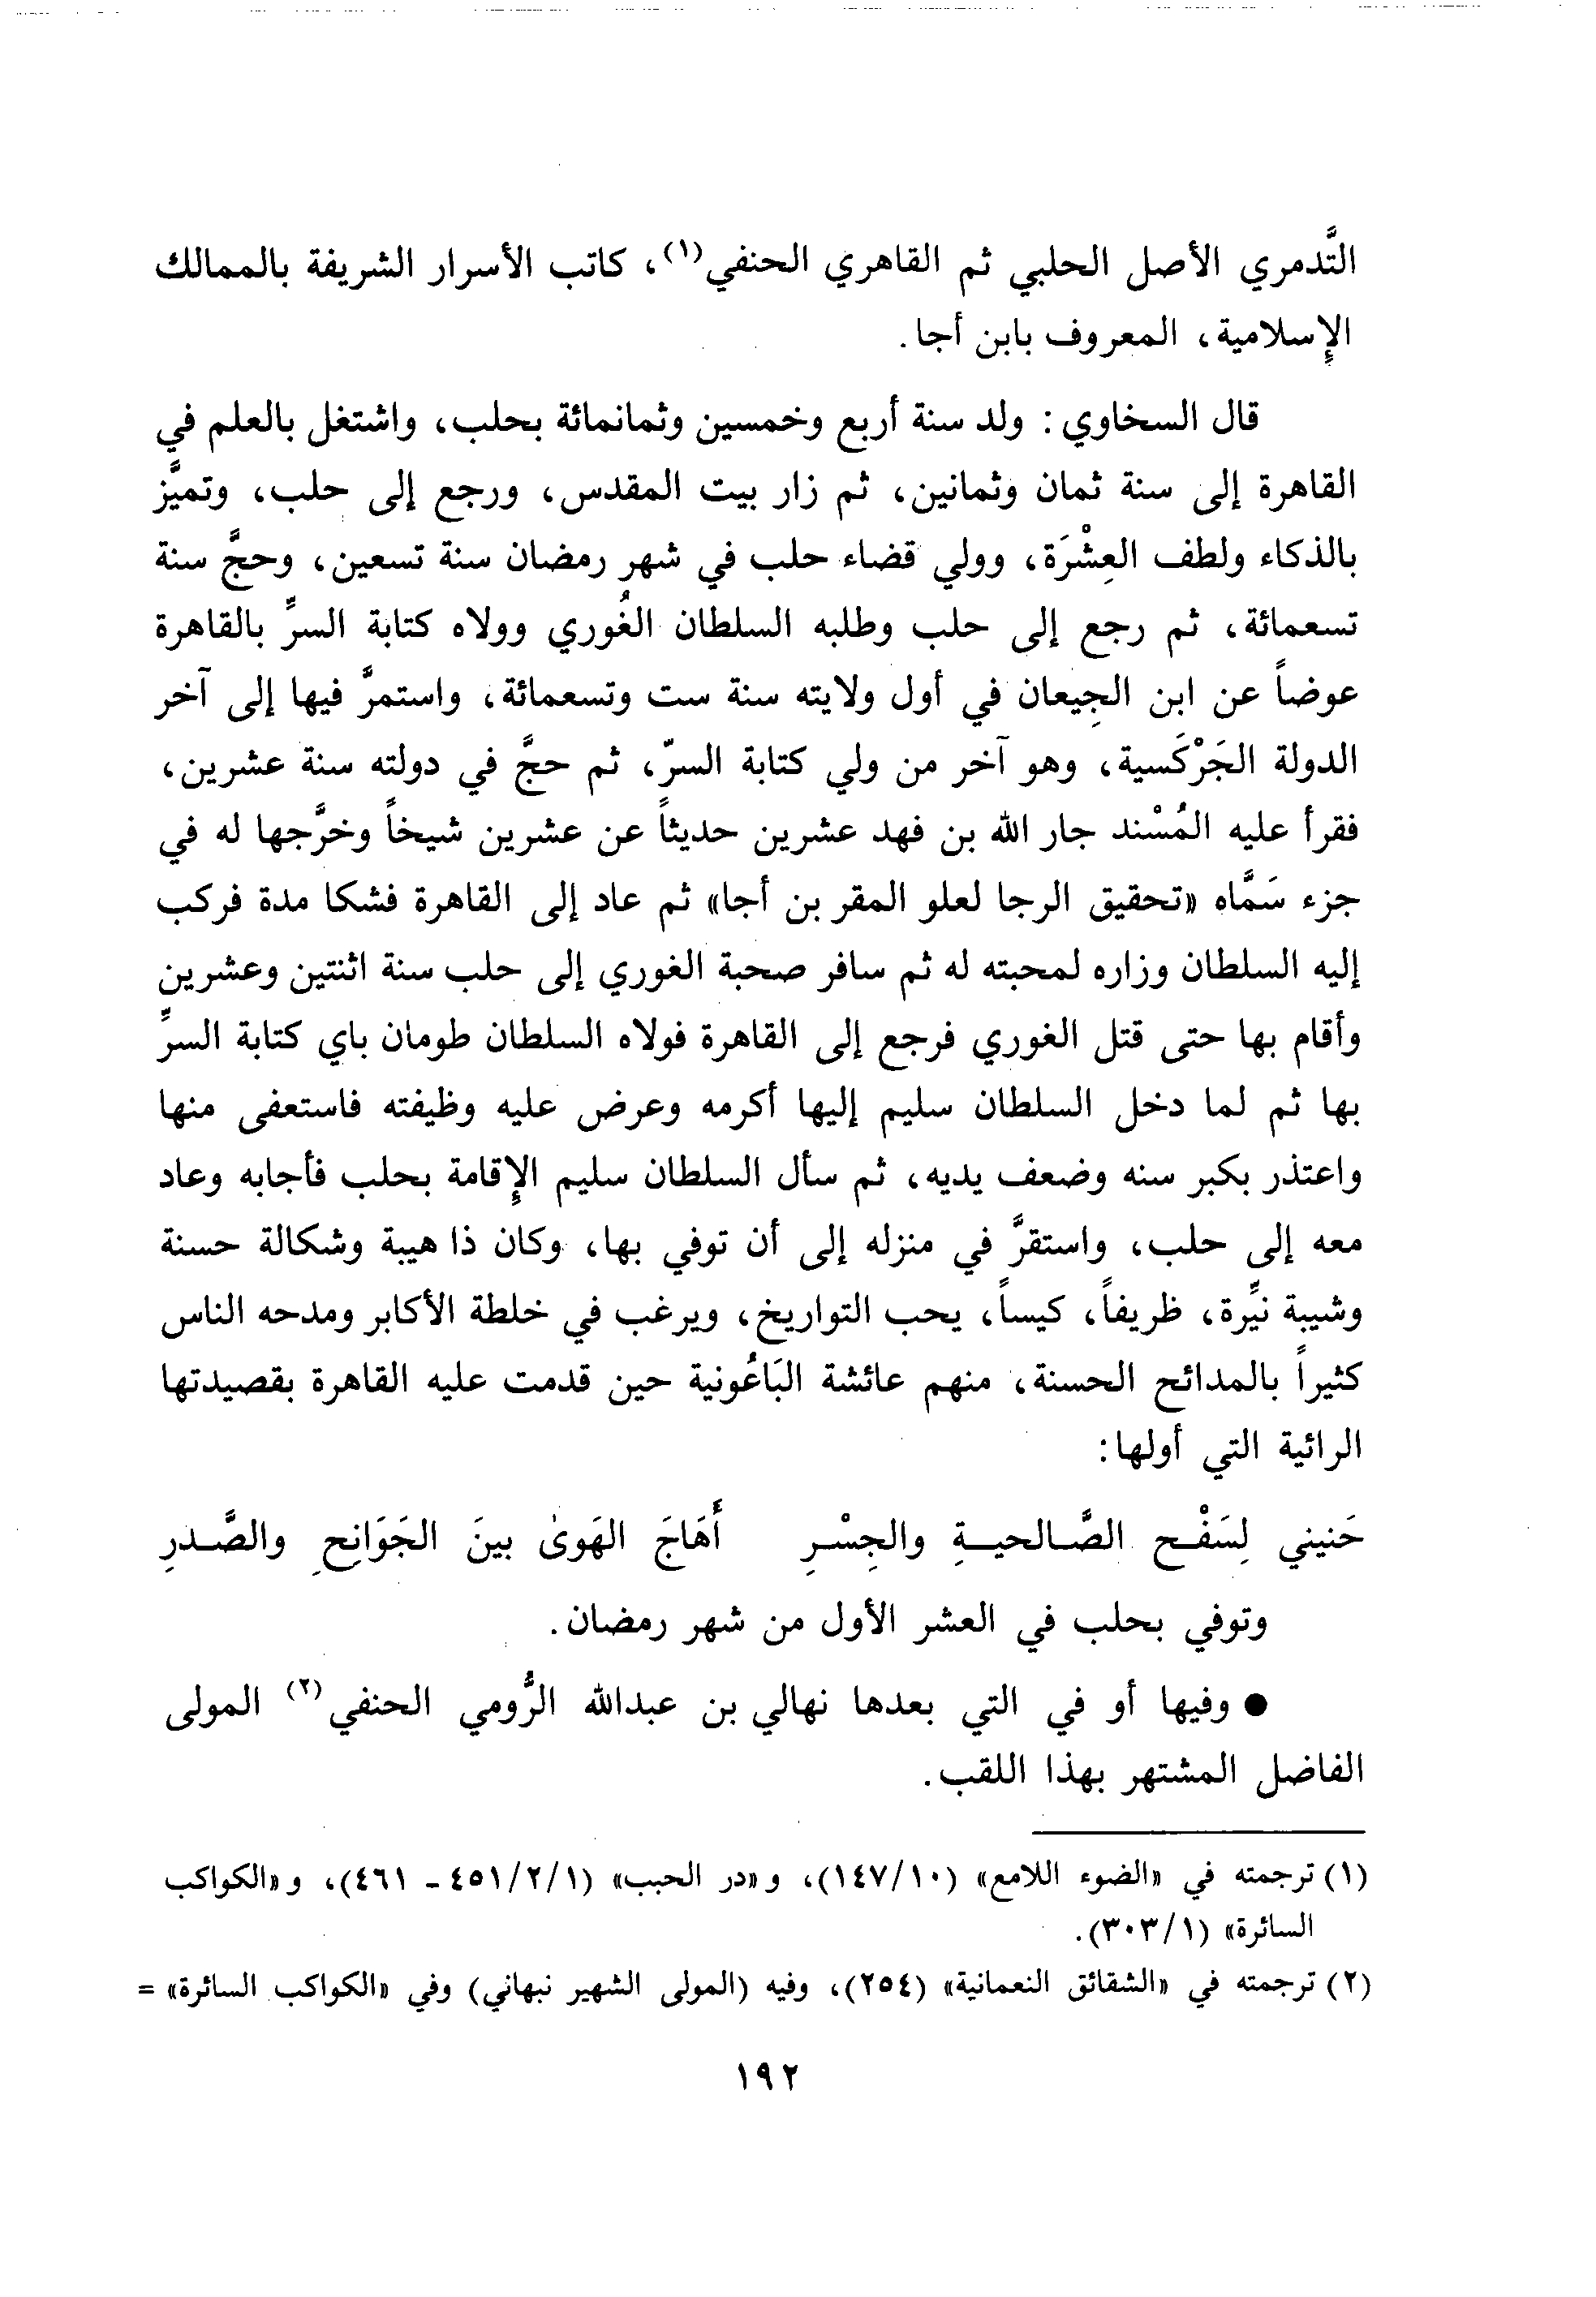 التَّدمري الأصل الحلبي ثم القاهري الحنفي(١)، كاتب الأسرار الشريفة بالممالك
الإسلامية، المعروف بابن أجا.
قال السخاوي: ولد سنة أربع وخمسين وثمانمائة بحلب، واشتغل بالعلم في
القاهرة إلى سنة ثمان وثمانين، ثم زار بيت المقدس، ورجع إلى حلب، وتميَّز
بالذكاء ولطف العِشْرَة، وولي قضاء حلب في شهر رمضان سنة تسعين، وحجَّ سنة
تسعمائة، ثم رجع إلى حلب وطلبه السلطان الغُوري وولاه كتابة السرِّ بالقاهرة
عوضاً عن ابن الجِيعان في أول ولايته سنة ست وتسعمائة، واستمرَّ فيها إلى آخر
الدولة الجَرْكَسية، وهو آخر من ولي كتابة السرّ، ثم حجَّ في دولته سنة عشرين،
فقرأ عليه المُسْند جار الله بن فهد عشرين حديثاً عن عشرين شيخاً وخرَّجها له في
جزء سَمَّاه «تحقيق الرجا لعلو المقر بن أجا» ثم عاد إلى القاهرة فشكا مدة فركب
إليه السلطان وزاره لمحبته له ثم سافر صحبة الغوري إلى حلب سنة اثنتين وعشرين
وأقام بها حتى قتل الغوري فرجع إلى القاهرة فولاه السلطان طومان باي كتابة السرِّ
بها ثم لما دخل السلطان سليم إليها أكرمه وعرض عليه وظيفته فاستعفى منها
واعتذر بكبر سنه وضعف يديه، ثم سأل السلطان سليم الإقامة بحلب فأجابه وعاد
معه إلى حلب، واستقرَّ في منزله إلى أن توفي بها، وكان ذا هيبة وشكالة حسنة
وشيبة نيِّرة، ظريفاً، كيساً، يحب التواريخ، ويرغب في خلطة الأكابر ومدحه الناس
كثيراً بالمدائح الحسنة، منهم عائشة البَاعُونية حين قدمت عليه القاهرة بقصيدتها
الرائية التي أولها:
حَنيني لِسَفْـح الصَّـالحيـةِ والجِسْـرِ أَهَاجَ الهَوىٰ بينَ الجَوَانِحِ والصَّـدرِ
وتوفي بحلب في العشر الأول من شهر رمضان.
● وفيها أو في التي بعدها نهالي بن عبدالله الرُّومي الحنفي(٢) المولى
الفاضل المشتهر بهذا اللقب.
(١) ترجمته في «الضوء اللامع» (١٠/١٤٧)، و«در الحبب» (١/٢/٤٥١ ـ ٤٦١)، و«الكواكب
السائرة» (١/٣٠٣).
(٢) ترجمته في «الشقائق النعمانية» (٢٥٤)، وفيه (المولى الشهير نبهاني) وفي «الكواكب السائرة» =
١٩٢